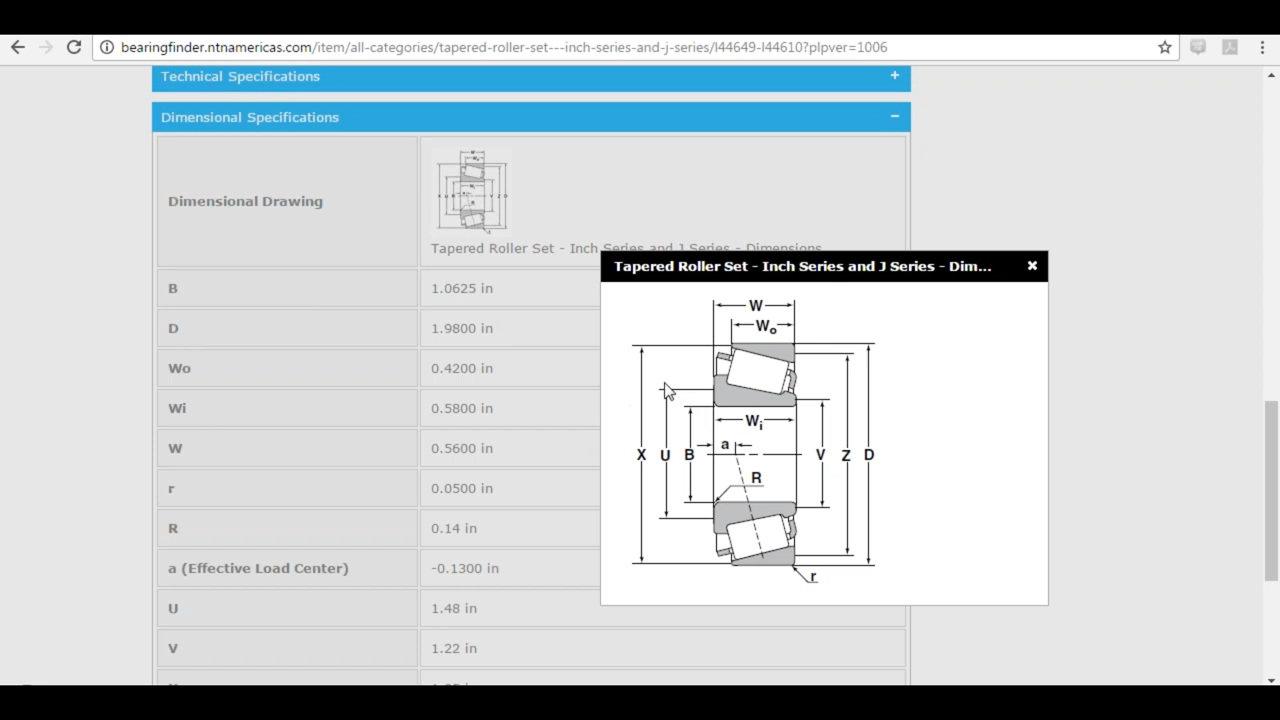 bearingfinder.ntnamericas.com/item/all-categories/tapered-roller-set---inch-series-and-j-series/l44649-l44610?plpver=1006
Technical Specifications +
Dimensional Specifications −
Dimensional Drawing
Tapered Roller Set - Inch Series and J Series - Dimensions
B 1.0625 in
D 1.9800 in
Wo 0.4200 in
Wi 0.5800 in
W 0.5600 in
r 0.0500 in
R 0.14 in
a (Effective Load Center) -0.1300 in
U 1.48 in
V 1.22 in
Tapered Roller Set - Inch Series and J Series - Dim...
W
Wo
Wi
a
X U B V Z D
R
r